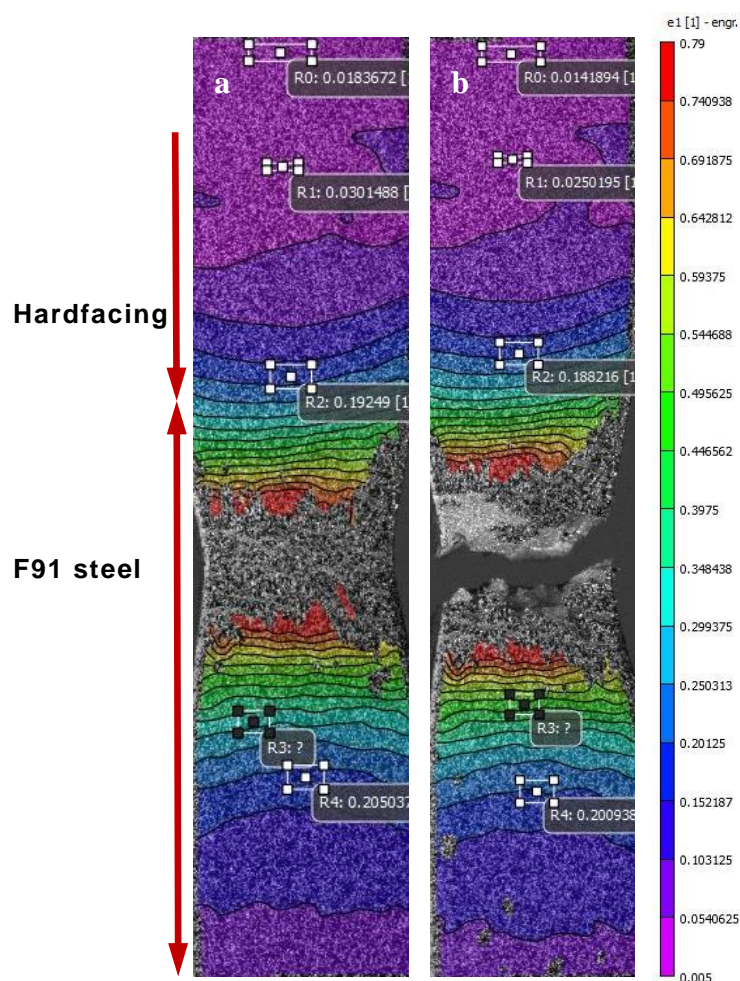 e1 [1] - engr.
a
b
R0: 0.0183672 [1
R0: 0.0141894 [1
R1: 0.0301488 [
R1: 0.0250195 [1
Hardfacing
R2: 0.19249 [1
R2: 0.188216 [1
F91 steel
R3: ?
R3: ?
R4: 0.205037
R4: 0.200938
0.79
0.740938
0.691875
0.642812
0.59375
0.544688
0.495625
0.446562
0.3975
0.348438
0.299375
0.250313
0.20125
0.152187
0.103125
0.0540625
0.005